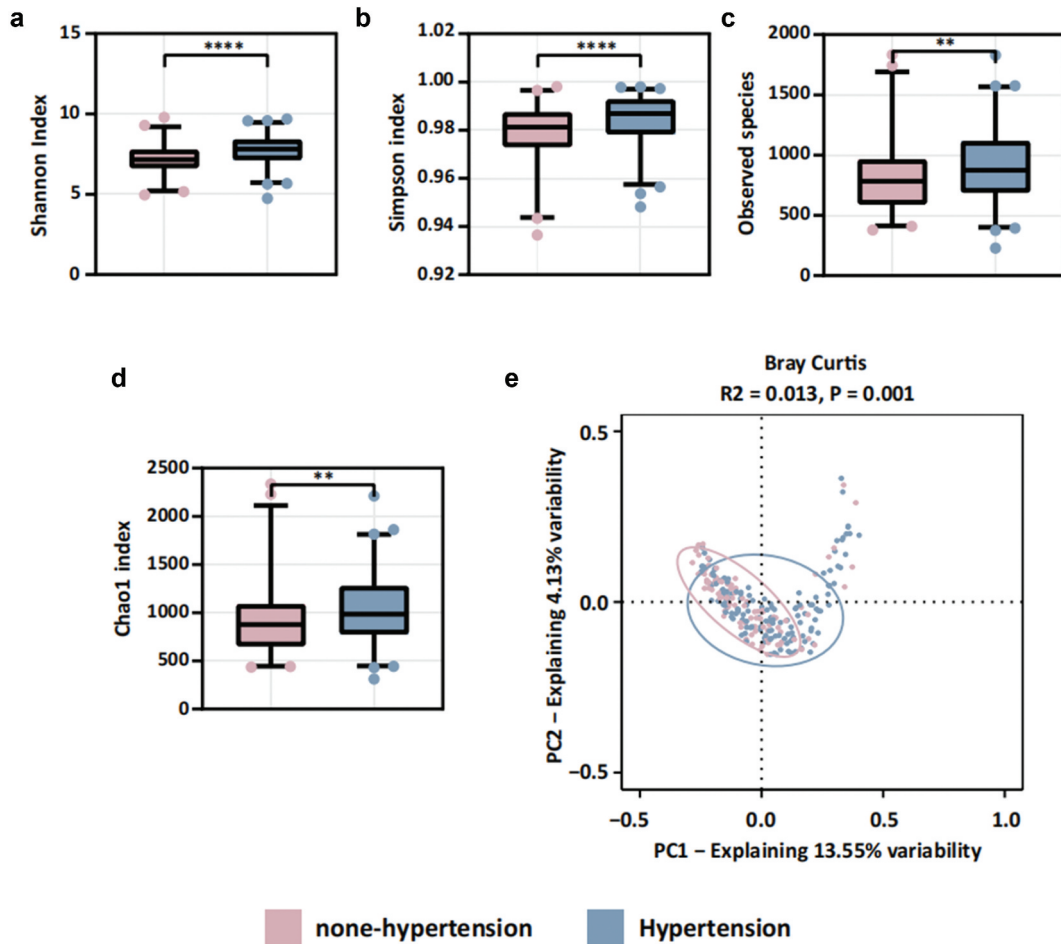 a
Shannon Index
15
10
5
0
****
b
Simpson index
1.02
1.00
0.98
0.96
0.94
0.92
****
c
Observed species
2000
1500
1000
500
0
**
d
Chao1 index
2500
2000
1500
1000
500
0
**
e
Bray Curtis
R2 = 0.013, P = 0.001
PC2 – Explaining 4.13% variability
0.5
0.0
−0.5
−0.5
0.0
0.5
1.0
PC1 – Explaining 13.55% variability
none-hypertension
Hypertension